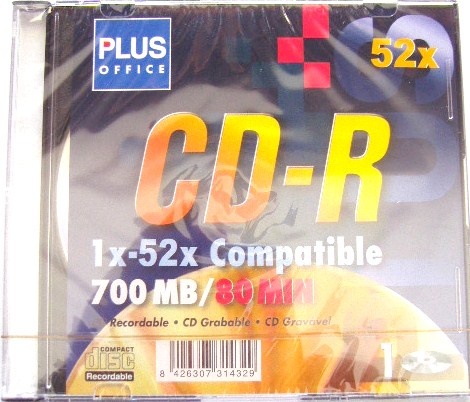 PLUS
OFFICE
52x
CD-R
1x-52x Compatible
700 MB/80 MIN
Recordable • CD Grabable • CD Gravavel
COMPACT
disc
Recordable
8 426307 314329
1